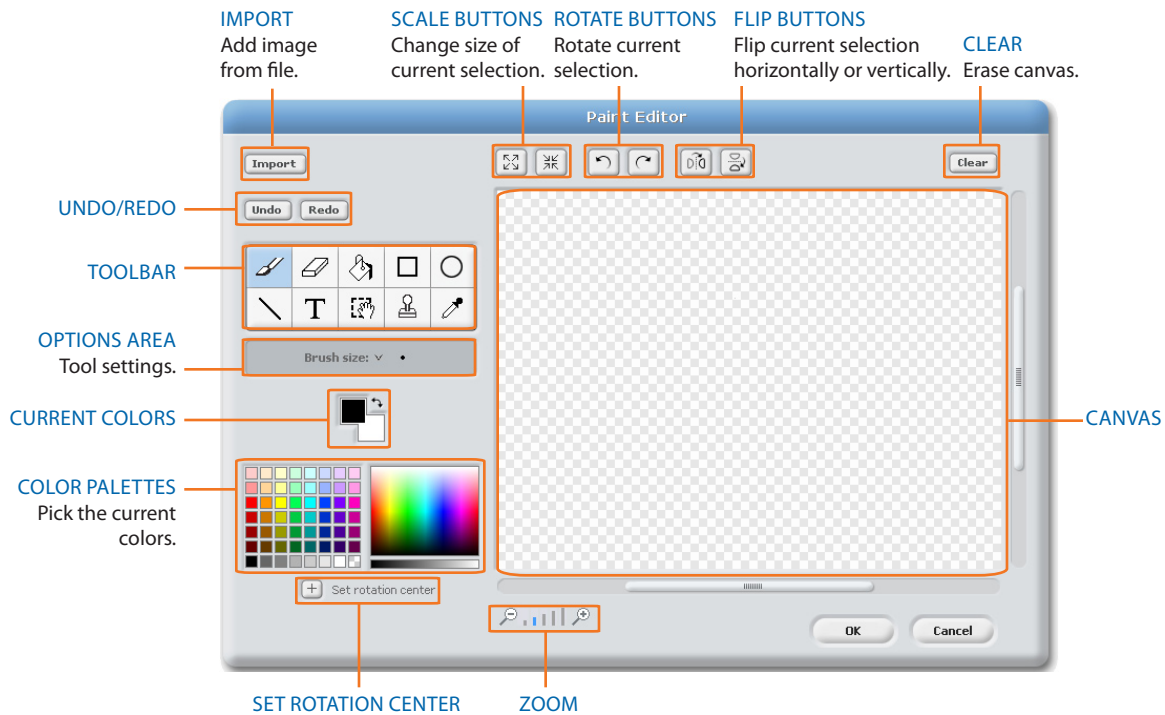 IMPORT
Add image
from file.
SCALE BUTTONS
Change size of
current selection.
ROTATE BUTTONS
Rotate current
selection.
FLIP BUTTONS
Flip current selection
horizontally or vertically.
CLEAR
Erase canvas.
Paint Editor
Import
Clear
UNDO/REDO
Undo
Redo
TOOLBAR
T
OPTIONS AREA
Tool settings.
Brush size:
CURRENT COLORS
CANVAS
COLOR PALETTES
Pick the current
colors.
Set rotation center
OK
Cancel
SET ROTATION CENTER
ZOOM